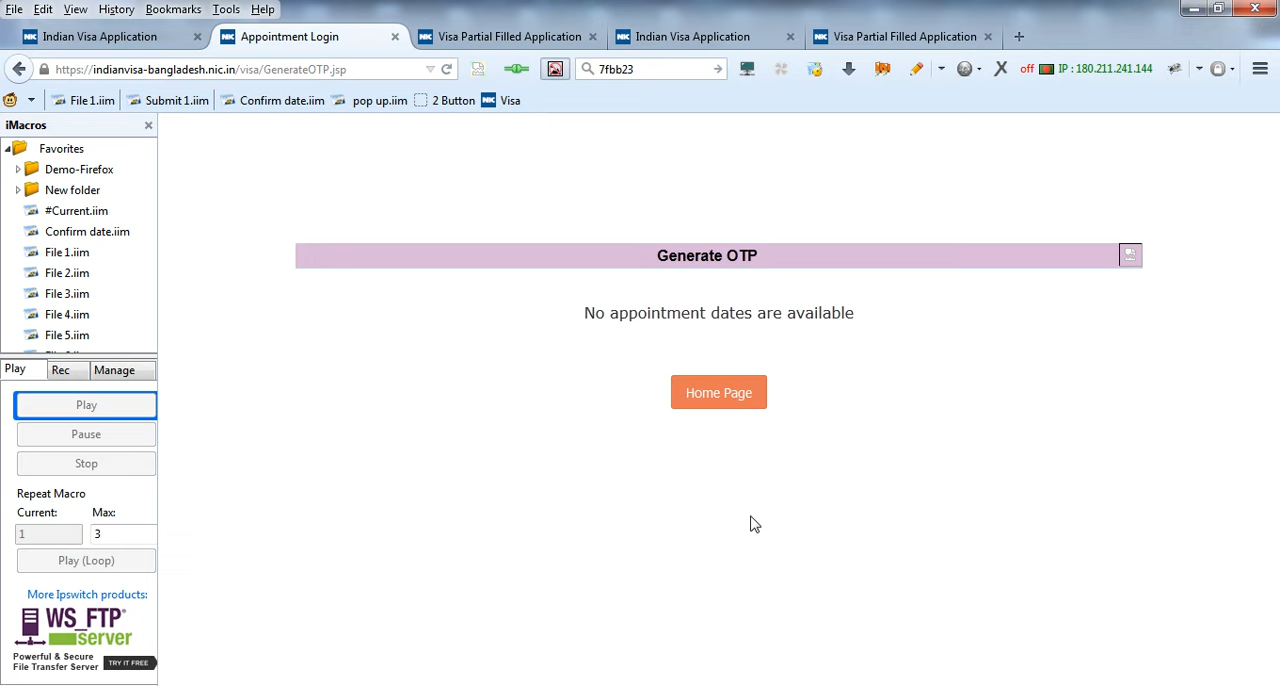 File Edit View History Bookmarks Tools Help
Indian Visa Application × Appointment Login × Visa Partial Filled Application × Indian Visa Application × Visa Partial Filled Application × +
https://indianvisa-bangladesh.nic.in/visa/GenerateOTP.jsp 7fbb23 off IP : 180.211.241.144
File 1.iim Submit 1.iim Confirm date.iim pop up.iim 2 Button Visa
iMacros ×
Favorites
Demo-Firefox
New folder
#Current.iim
Confirm date.iim
File 1.iim
File 2.iim
File 3.iim
File 4.iim
File 5.iim
Play Rec Manage
Play
Pause
Stop
Repeat Macro
Current: Max:
1 3
Play (Loop)
More Ipswitch products:
WS_FTP®
server
Powerful & Secure
File Transfer Server TRY IT FREE
Generate OTP
No appointment dates are available
Home Page